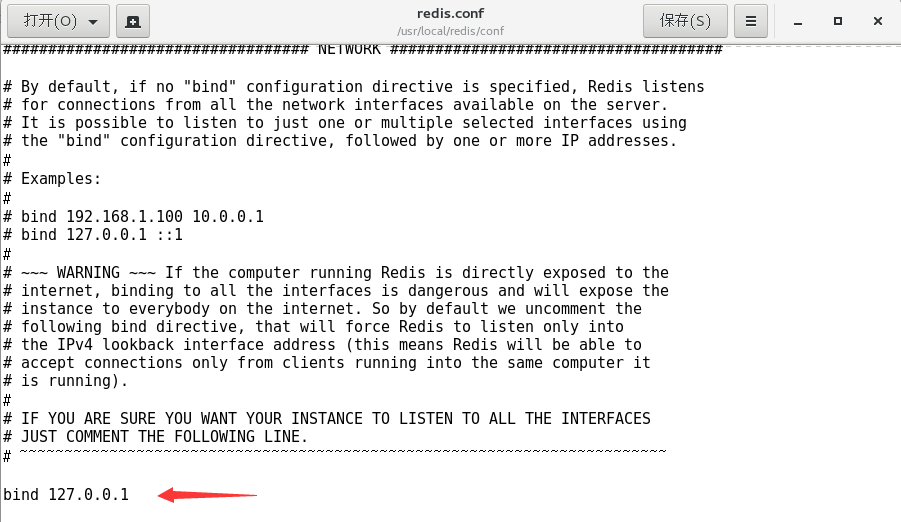 打开(O)
redis.conf
/usr/local/redis/conf
保存(S)
################################## NETWORK #####################################
# By default, if no "bind" configuration directive is specified, Redis listens
# for connections from all the network interfaces available on the server.
# It is possible to listen to just one or multiple selected interfaces using
# the "bind" configuration directive, followed by one or more IP addresses.
#
# Examples:
#
# bind 192.168.1.100 10.0.0.1
# bind 127.0.0.1 ::1
#
# ~~~ WARNING ~~~ If the computer running Redis is directly exposed to the
# internet, binding to all the interfaces is dangerous and will expose the
# instance to everybody on the internet. So by default we uncomment the
# following bind directive, that will force Redis to listen only into
# the IPv4 lookback interface address (this means Redis will be able to
# accept connections only from clients running into the same computer it
# is running).
#
# IF YOU ARE SURE YOU WANT YOUR INSTANCE TO LISTEN TO ALL THE INTERFACES
# JUST COMMENT THE FOLLOWING LINE.
# ~~~~~~~~~~~~~~~~~~~~~~~~~~~~~~~~~~~~~~~~~~~~~~~~~~~~~~~~~~~~~~~~~~~~~~~~
bind 127.0.0.1